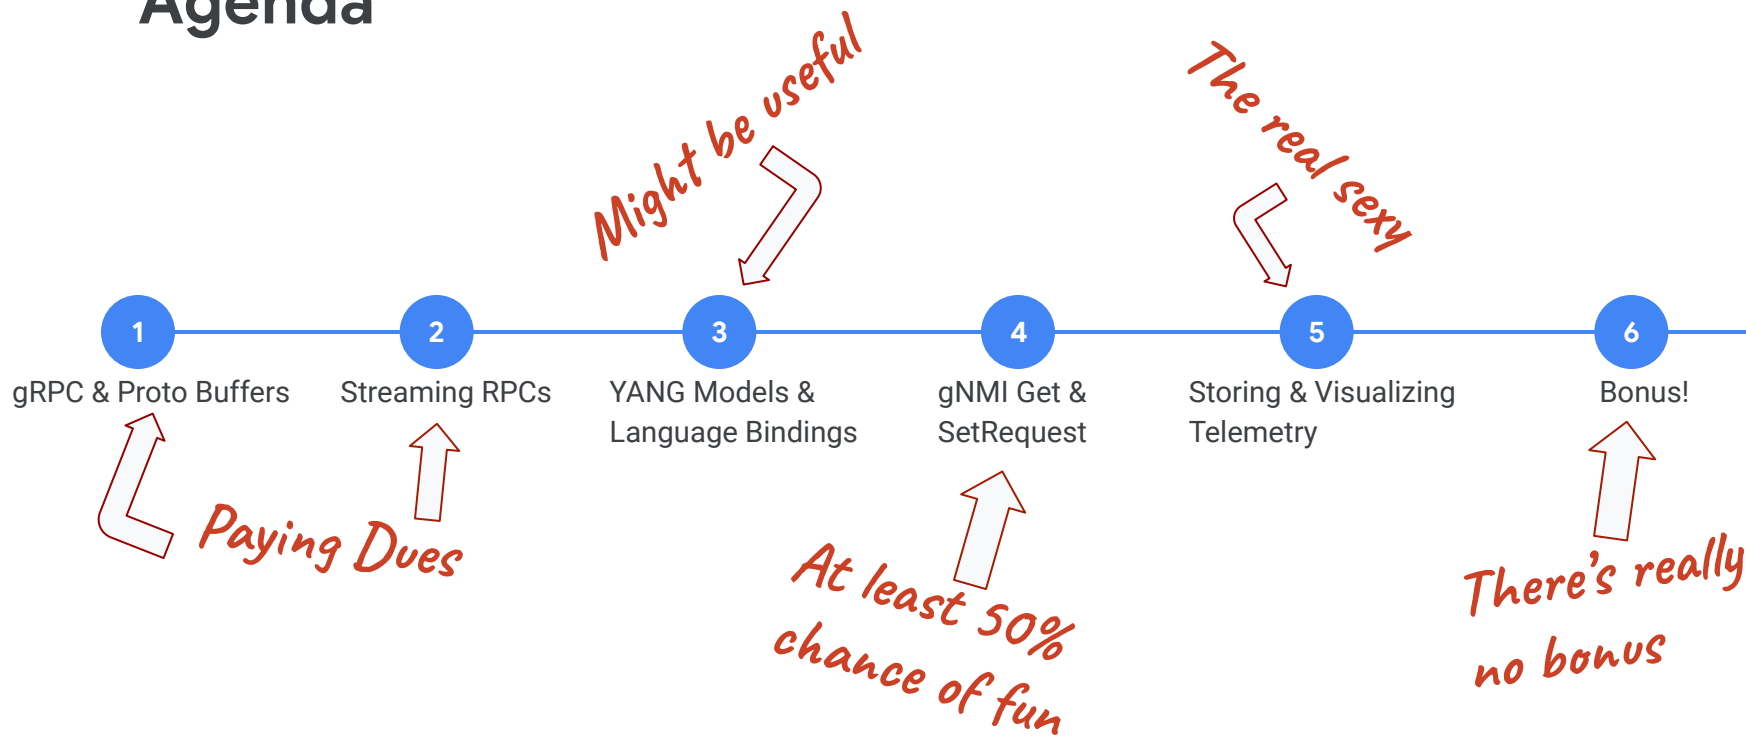 Agenda
Might be useful
The real sexy
1
2
3
4
5
6
gRPC & Proto Buffers
Streaming RPCs
YANG Models &
Language Bindings
gNMI Get &
SetRequest
Storing & Visualizing
Telemetry
Bonus!
Paying Dues
At least 50%
chance of fun
There's really
no bonus